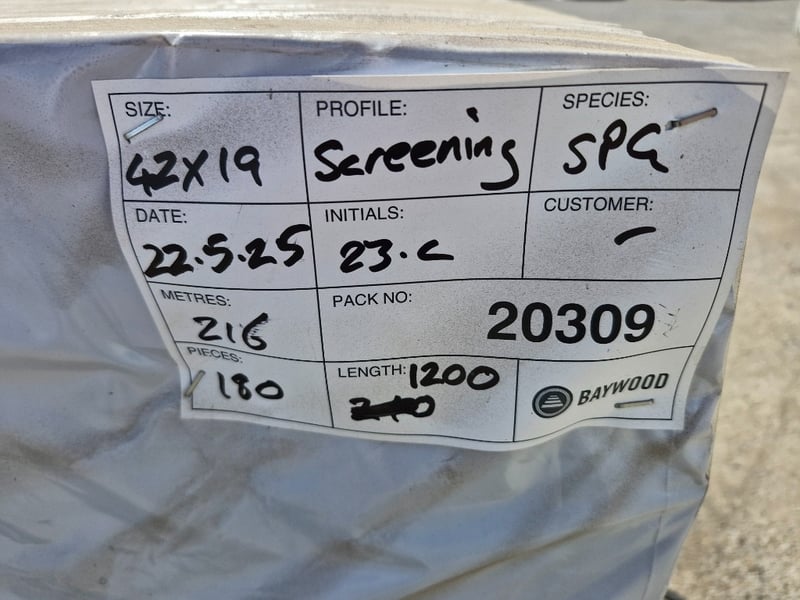 SIZE: PROFILE: SPECIES:
42X19 Screening SPG
DATE: INITIALS: CUSTOMER:
22.5.25 23.C -
METRES: PACK NO:
216 20309
PIECES: LENGTH: 1200
180
BAYWOOD